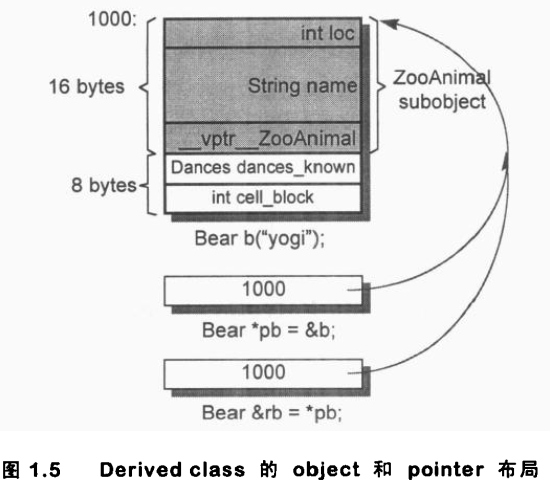 1000:
int loc
16 bytes
String name
ZooAnimal
subobject
__vptr__ZooAnimal
8 bytes
Dances dances_known
int cell_block
Bear b("yogi");
1000
Bear *pb = &b;
1000
Bear &rb = *pb;
图 1.5 Derived class 的 object 和 pointer 布局